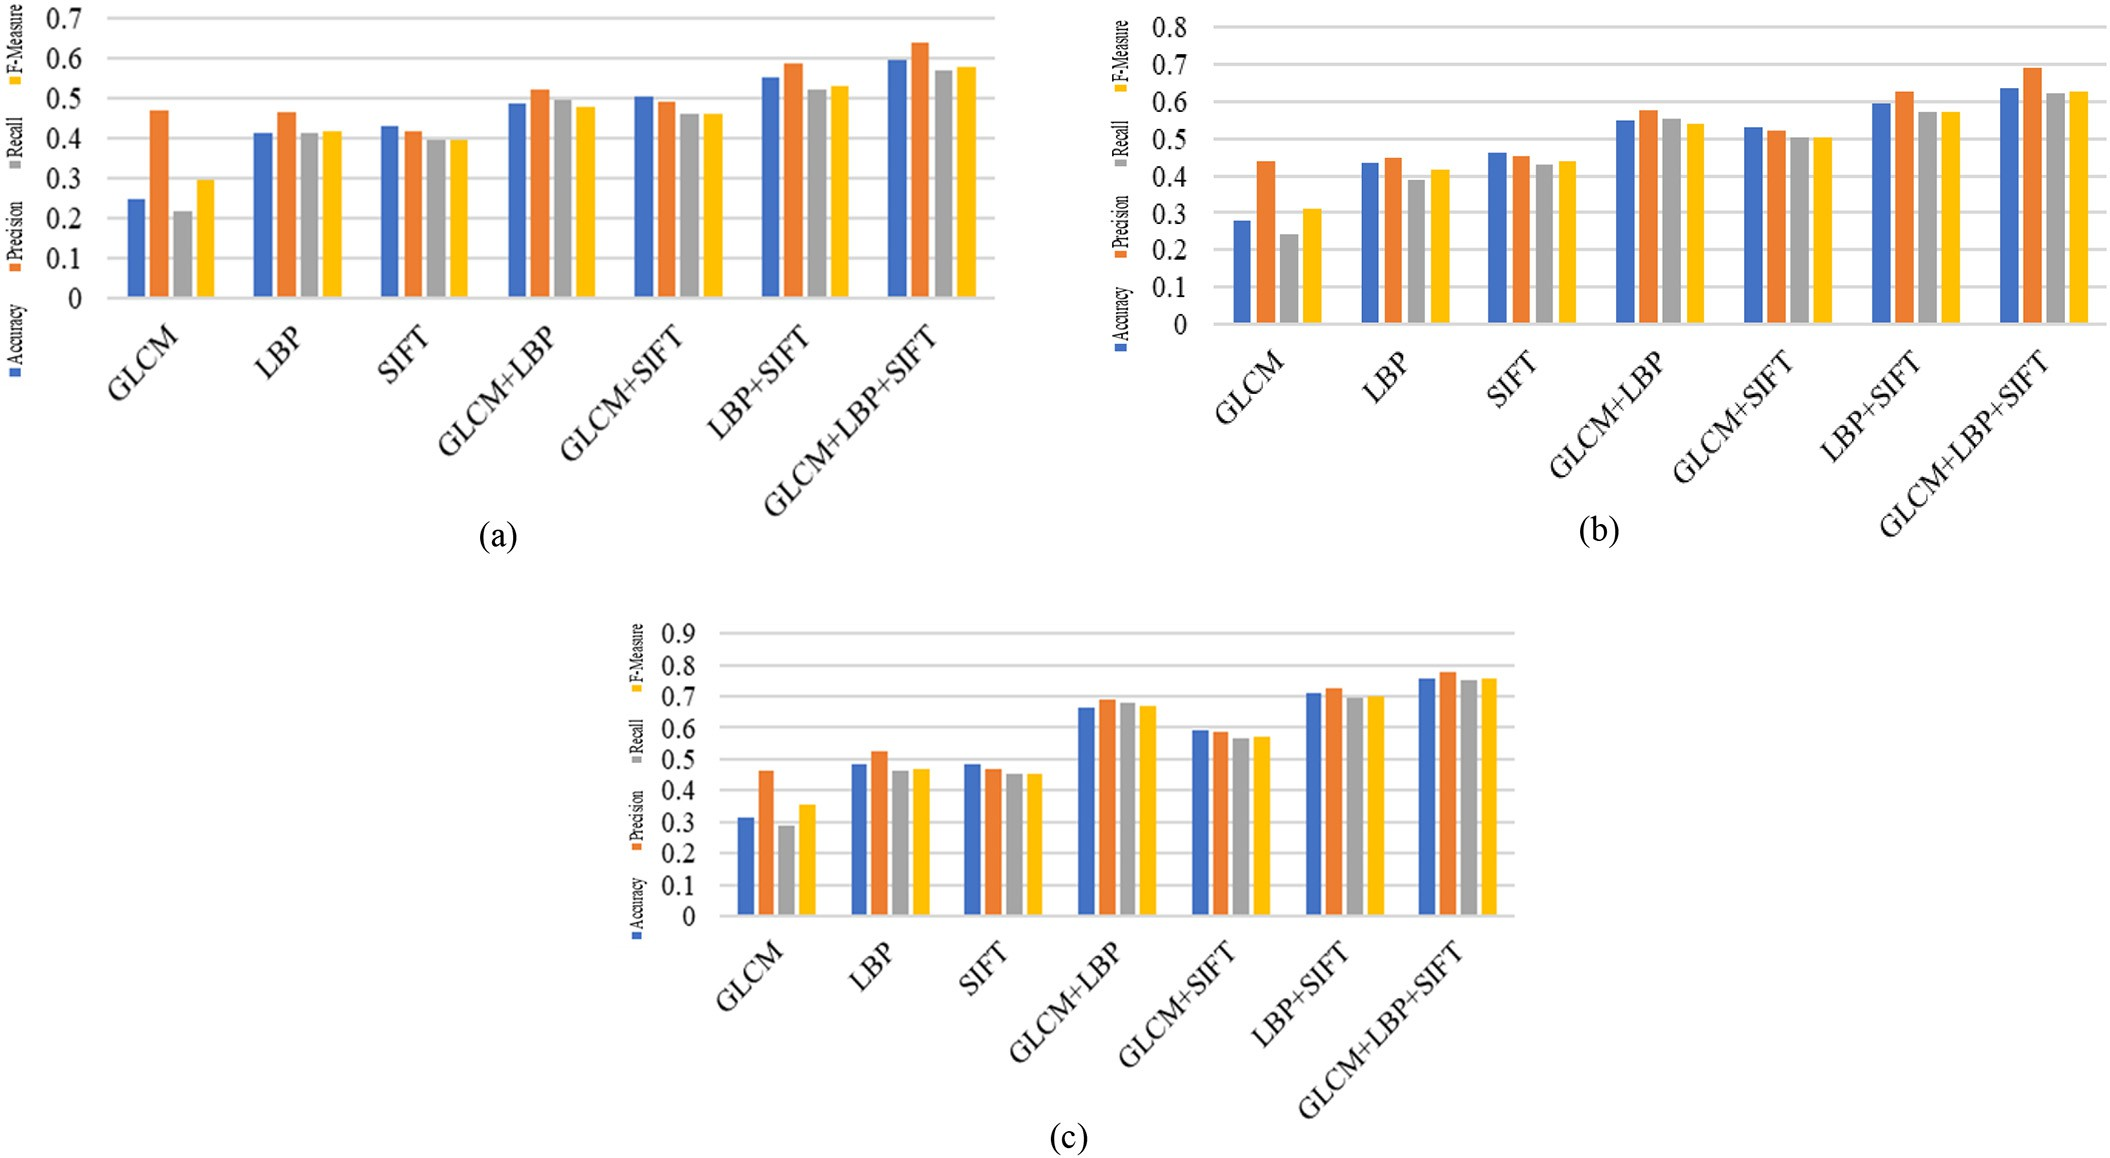 F-Measure
Recall
Precision
Accuracy
0.7
0.6
0.5
0.4
0.3
0.2
0.1
0
GLCM
LBP
SIFT
GLCM+LBP
GLCM+SIFT
LBP+SIFT
GLCM+LBP+SIFT
(a)
F-Measure
Recall
Precision
Accuracy
0.8
0.7
0.6
0.5
0.4
0.3
0.2
0.1
0
GLCM
LBP
SIFT
GLCM+LBP
GLCM+SIFT
LBP+SIFT
GLCM+LBP+SIFT
(b)
F-Measure
Recall
Precision
Accuracy
0.9
0.8
0.7
0.6
0.5
0.4
0.3
0.2
0.1
0
GLCM
LBP
SIFT
GLCM+LBP
GLCM+SIFT
LBP+SIFT
GLCM+LBP+SIFT
(c)